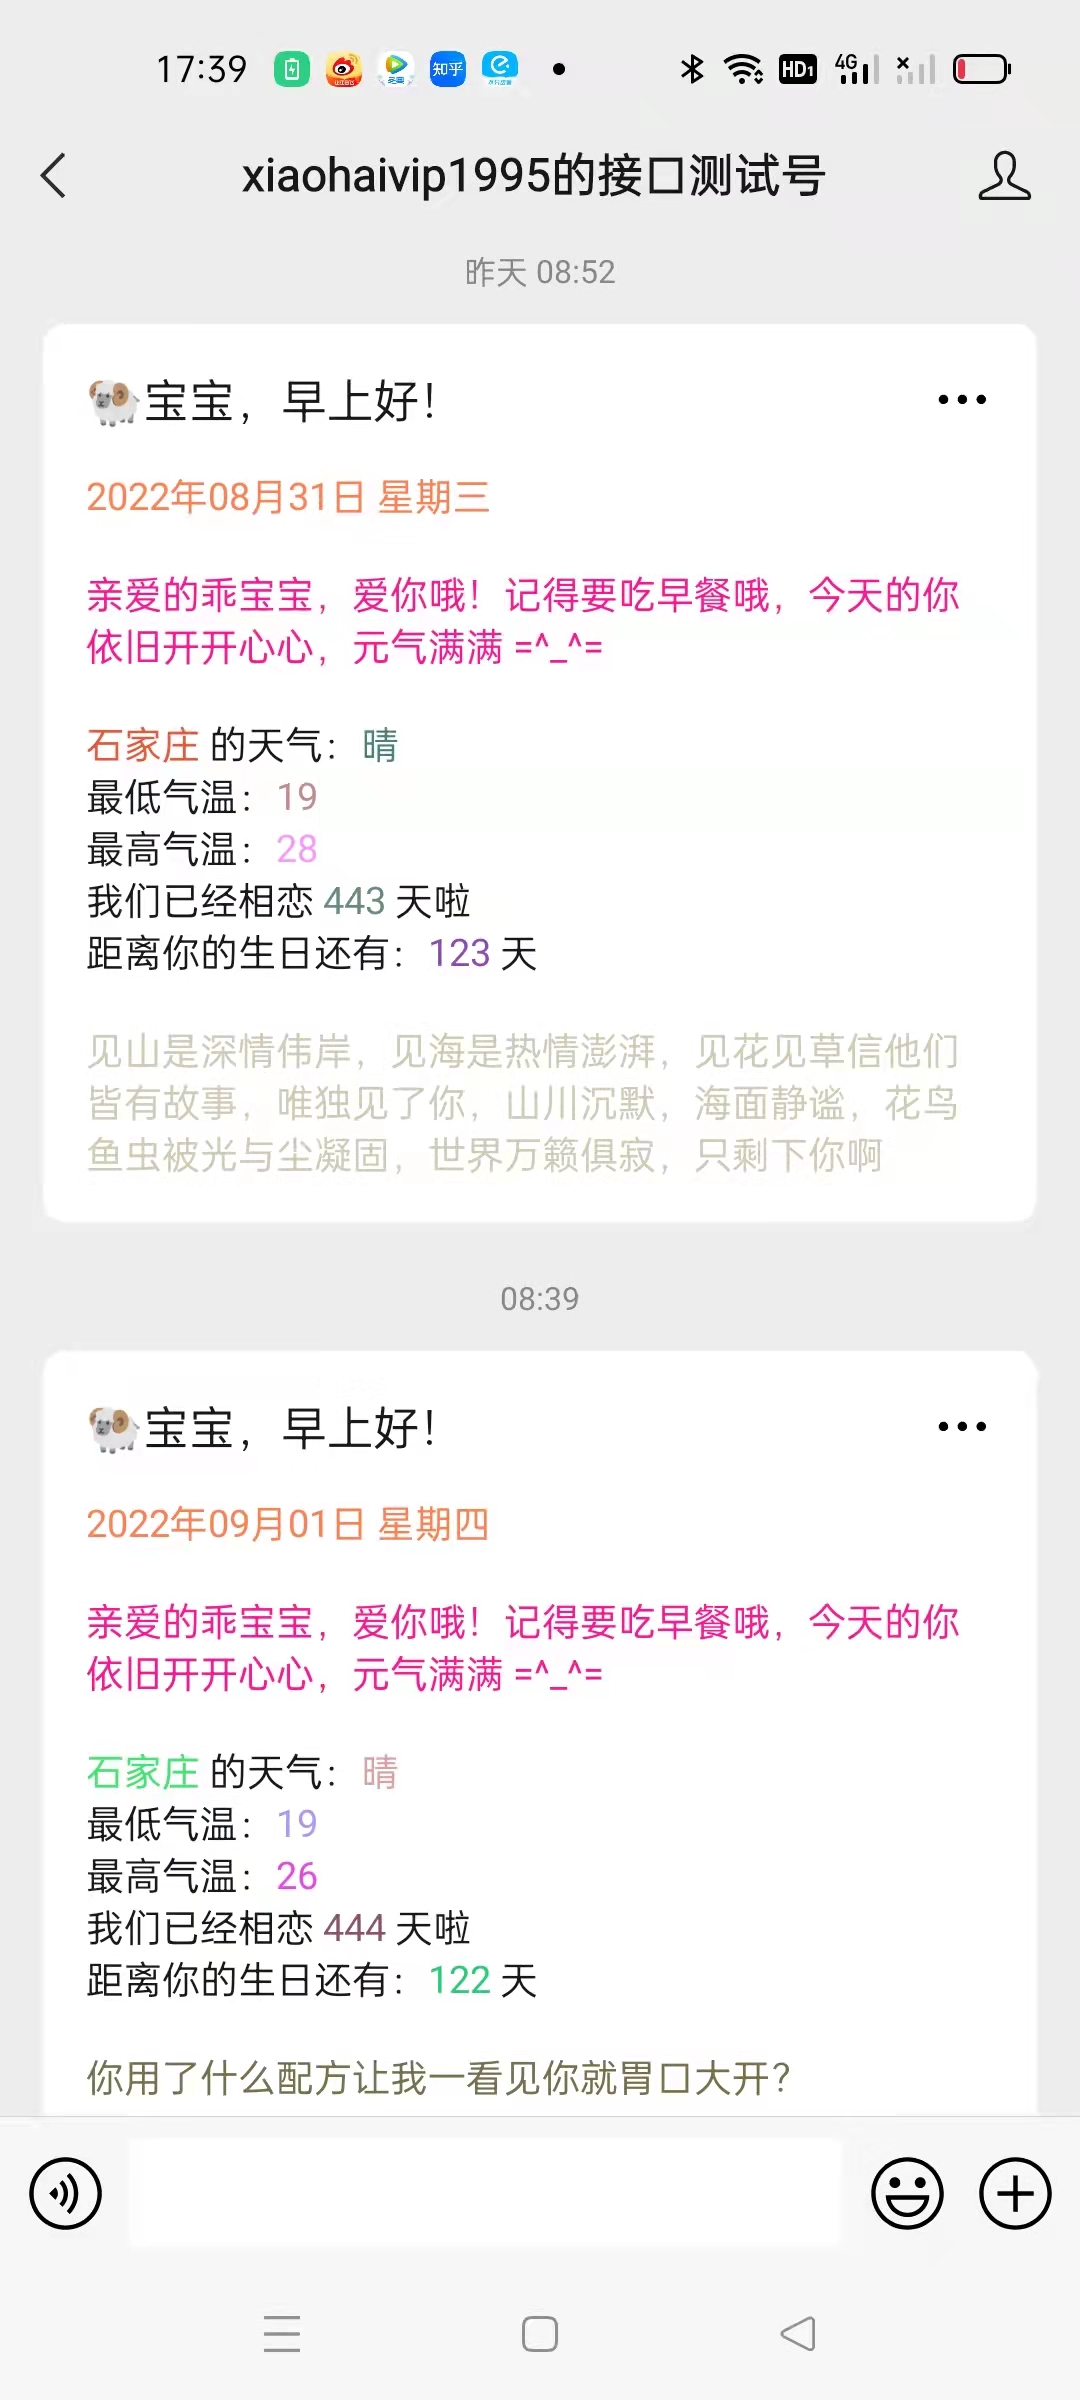 17:39
知乎
HD1
4G
xiaohaivip1995的接口测试号
昨天 08:52
🐏宝宝，早上好！
2022年08月31日 星期三
亲爱的乖宝宝，爱你哦！记得要吃早餐哦，今天的你
依旧开开心心，元气满满 =^_^=
石家庄 的天气： 晴
最低气温： 19
最高气温： 28
我们已经相恋 443 天啦
距离你的生日还有： 123 天
见山是深情伟岸，见海是热情澎湃，见花见草信他们
皆有故事，唯独见了你，山川沉默，海面静谧，花鸟
鱼虫被光与尘凝固，世界万籁俱寂，只剩下你啊
08:39
🐏宝宝，早上好！
2022年09月01日 星期四
亲爱的乖宝宝，爱你哦！记得要吃早餐哦，今天的你
依旧开开心心，元气满满 =^_^=
石家庄 的天气： 晴
最低气温： 19
最高气温： 26
我们已经相恋 444 天啦
距离你的生日还有： 122 天
你用了什么配方让我一看见你就胃口大开？